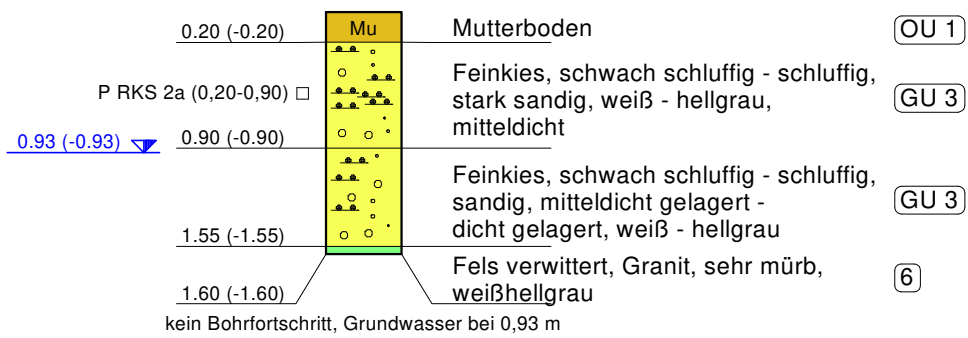 0.20 (-0.20)
Mu
Mutterboden
OU 1
P RKS 2a (0,20-0,90)
Feinkies, schwach schluffig - schluffig,
stark sandig, weiß - hellgrau,
mitteldicht
GU 3
0.93 (-0.93)
0.90 (-0.90)
Feinkies, schwach schluffig - schluffig,
sandig, mitteldicht gelagert -
dicht gelagert, weiß - hellgrau
GU 3
1.55 (-1.55)
Fels verwittert, Granit, sehr mürb,
weißhellgrau
6
1.60 (-1.60)
kein Bohrfortschritt, Grundwasser bei 0,93 m